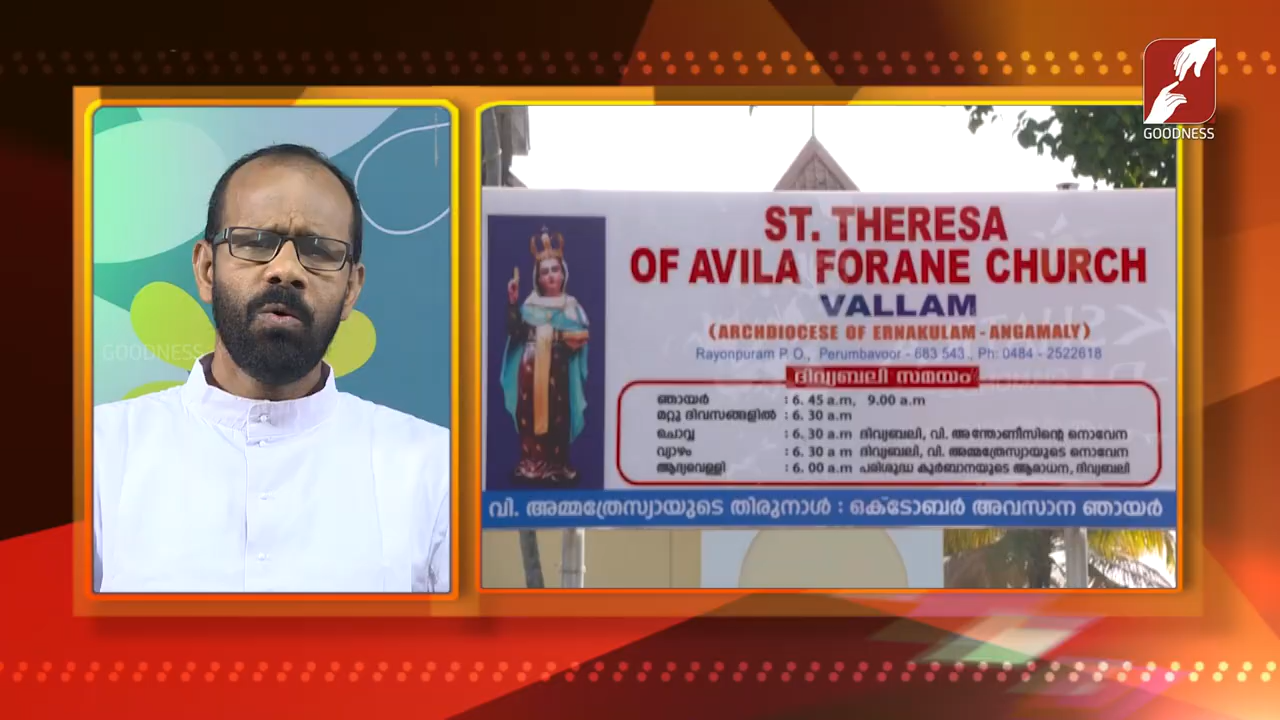 GOODNESS
GOODNESS
ST. THERESA
OF AVILA FORANE CHURCH
VALLAM
(ARCHDIOCESE OF ERNAKULAM - ANGAMALY)
Rayonpuram P. O., Perumbavoor - 683 543., Ph: 0484 - 2522618
ദിവ്യബലി സമയം
ഞായർ : 6. 45 a.m, 9.00 a.m
മറ്റു ദിവസങ്ങളിൽ : 6. 30 a.m
ചൊവ്വ : 6. 30 a.m ദിവ്യബലി, വി. അന്തോണീസിന്റെ നൊവേന
വ്യാഴം : 6. 30 a m ദിവ്യബലി, വി. അമ്മത്രേസ്യായുടെ നൊവേന
ആദ്യവെള്ളി : 6. 00 a.m പരിശുദ്ധ കുർബാനയുടെ ആരാധന, ദിവ്യബലി
വി. അമ്മത്രേസ്യായുടെ തിരുനാൾ : ഒക്ടോബർ അവസാന ഞായർ